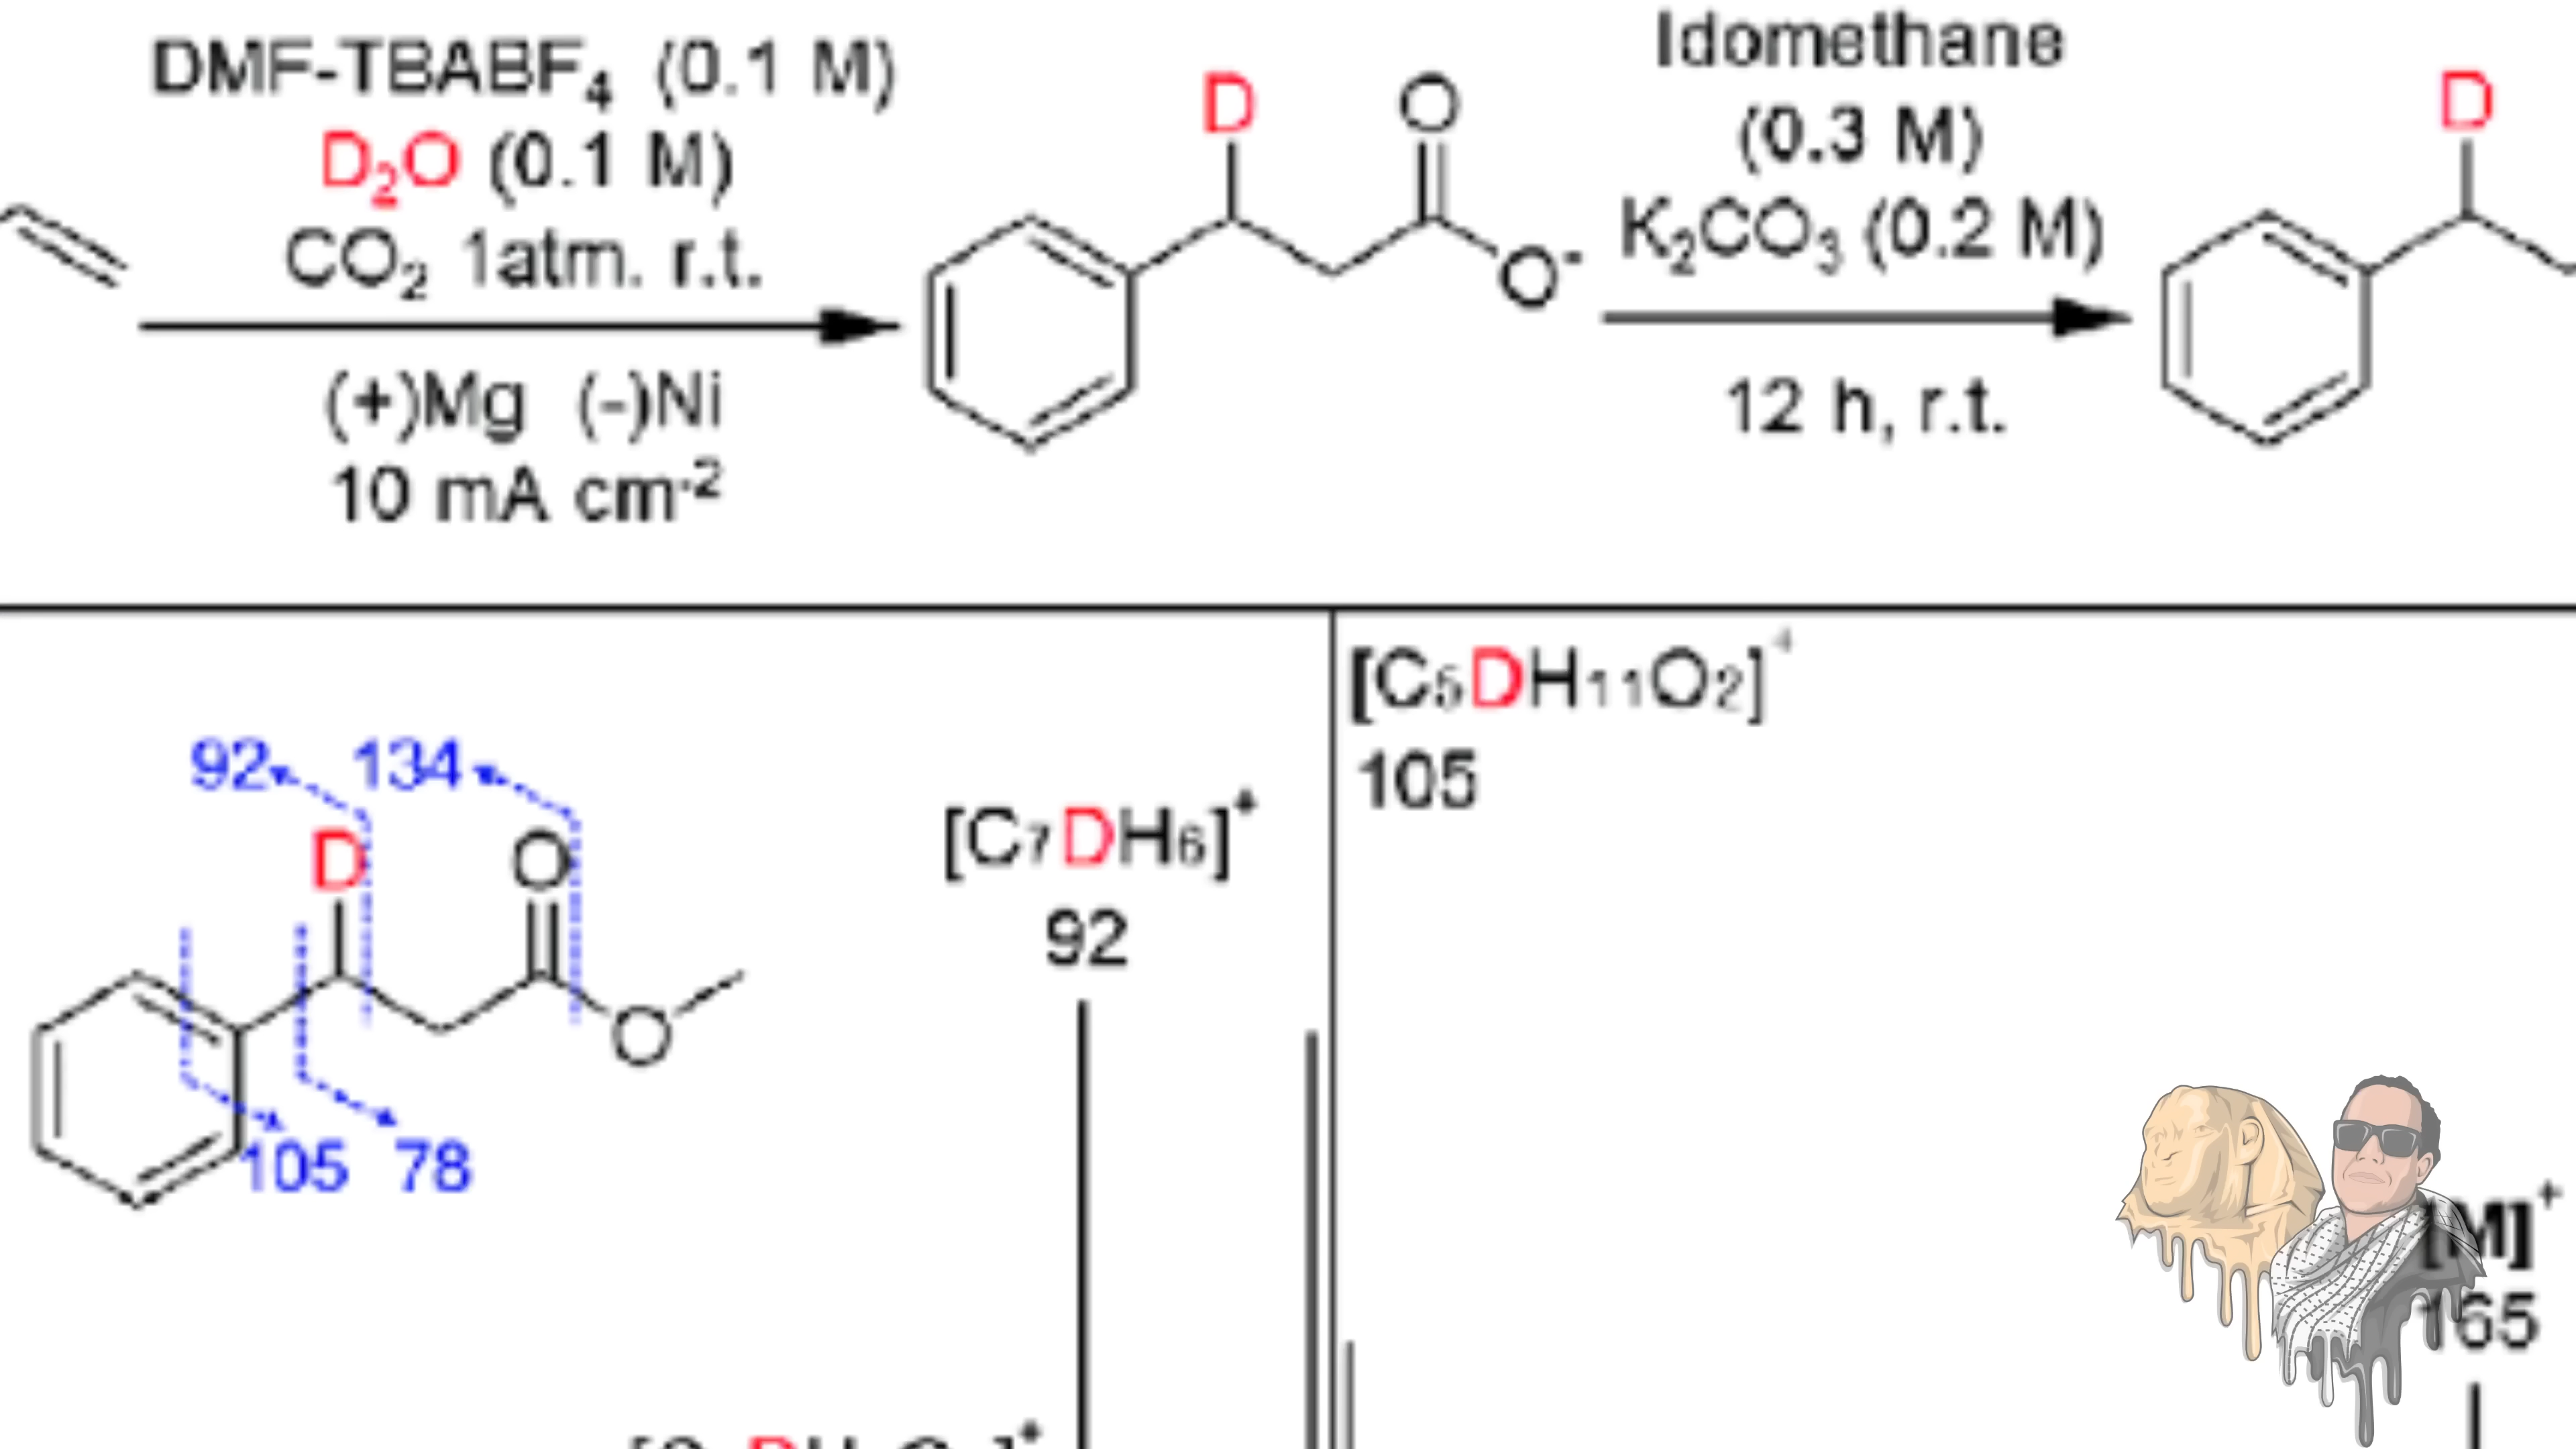 DMF-TBABF4 (0.1 M)
D2O (0.1 M)
CO2 1atm. r.t.
(+)Mg (-)Ni
10 mA cm-2
D
O
O-
Idomethane
(0.3 M)
K2CO3 (0.2 M)
12 h, r.t.
D
92
134
D
O
O
105
78
[C7DH6]+
92
[C5DH11O2]+
105
[M]+
165